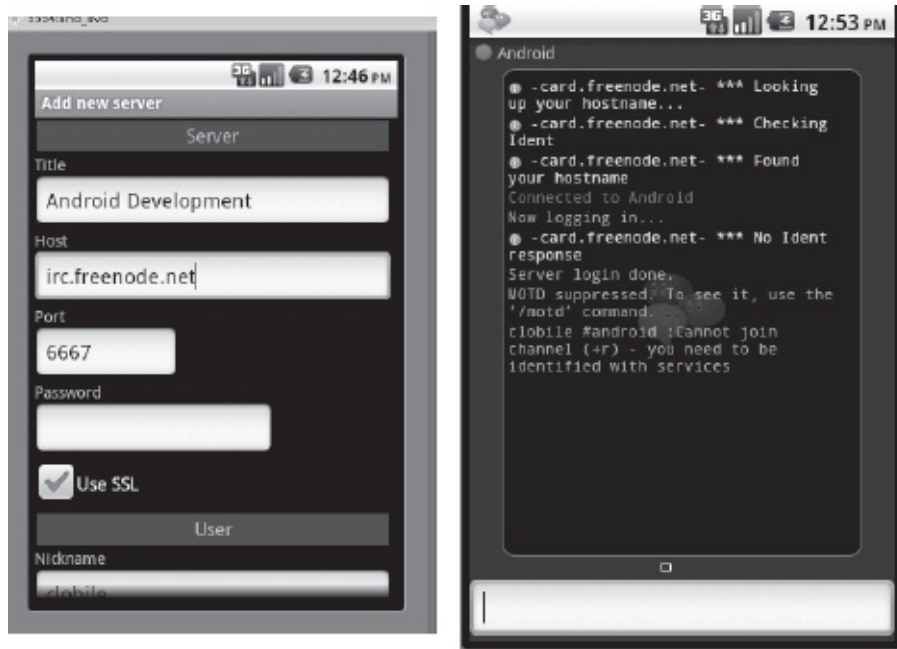 12:46 PM
Add new server
Server
Title
Android Development
Host
irc.freenode.net
Port
6667
Password
Use SSL
User
Nickname
clobile
3G
12:53 PM
Android
-card.freenode.net- *** Looking
up your hostname...
-card.freenode.net- *** Checking
Ident
-card.freenode.net- *** Found
your hostname
Connected to Android
Now logging in...
-card.freenode.net- *** No Ident
response
Server login done.
MOTD suppressed. To see it, use the
'/motd' command.
clobile #android :Cannot join
channel (+r) - you need to be
identified with services